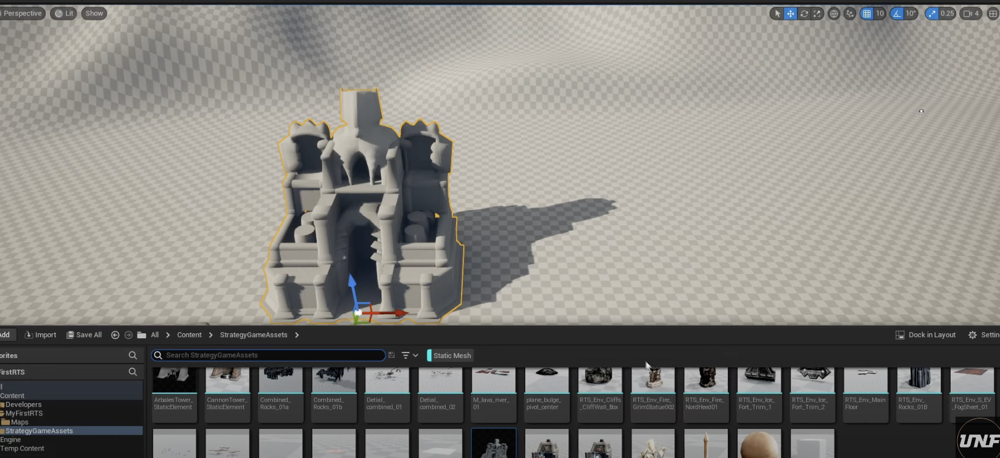 Perspective Lit Show 10 10° 0.25 4
Add Import Save All All Content StrategyGameAssets Dock in Layout Settin
orites Search StrategyGameAssets Static Mesh
FirstRTS
ll
Content
Developers
MyFirstRTS
Maps
StrategyGameAssets
Engine
Temp Content
ArbalesTower_
StaticElement
CannonTower_
StaticElement
Combined_
Rocks_01a
Combined_
Rocks_01b
Detial_
combined_01
Detial_
combined_02
M_lava_river_
01
plane_bulge_
pivot_center
RTS_Env_Cliffs
_CliffWall_Box
RTS_Env_Fire_
GrimStatue002
RTS_Env_Fire_
NordHeed01
RTS_Env_Ice_
Fort_Trim_1
RTS_Env_Ice_
Fort_Trim_2
RTS_Env_Main
Floor
RTS_Env_
Rocks_01B
RTS_Env_S_EV
_FogSheet_01
UNF